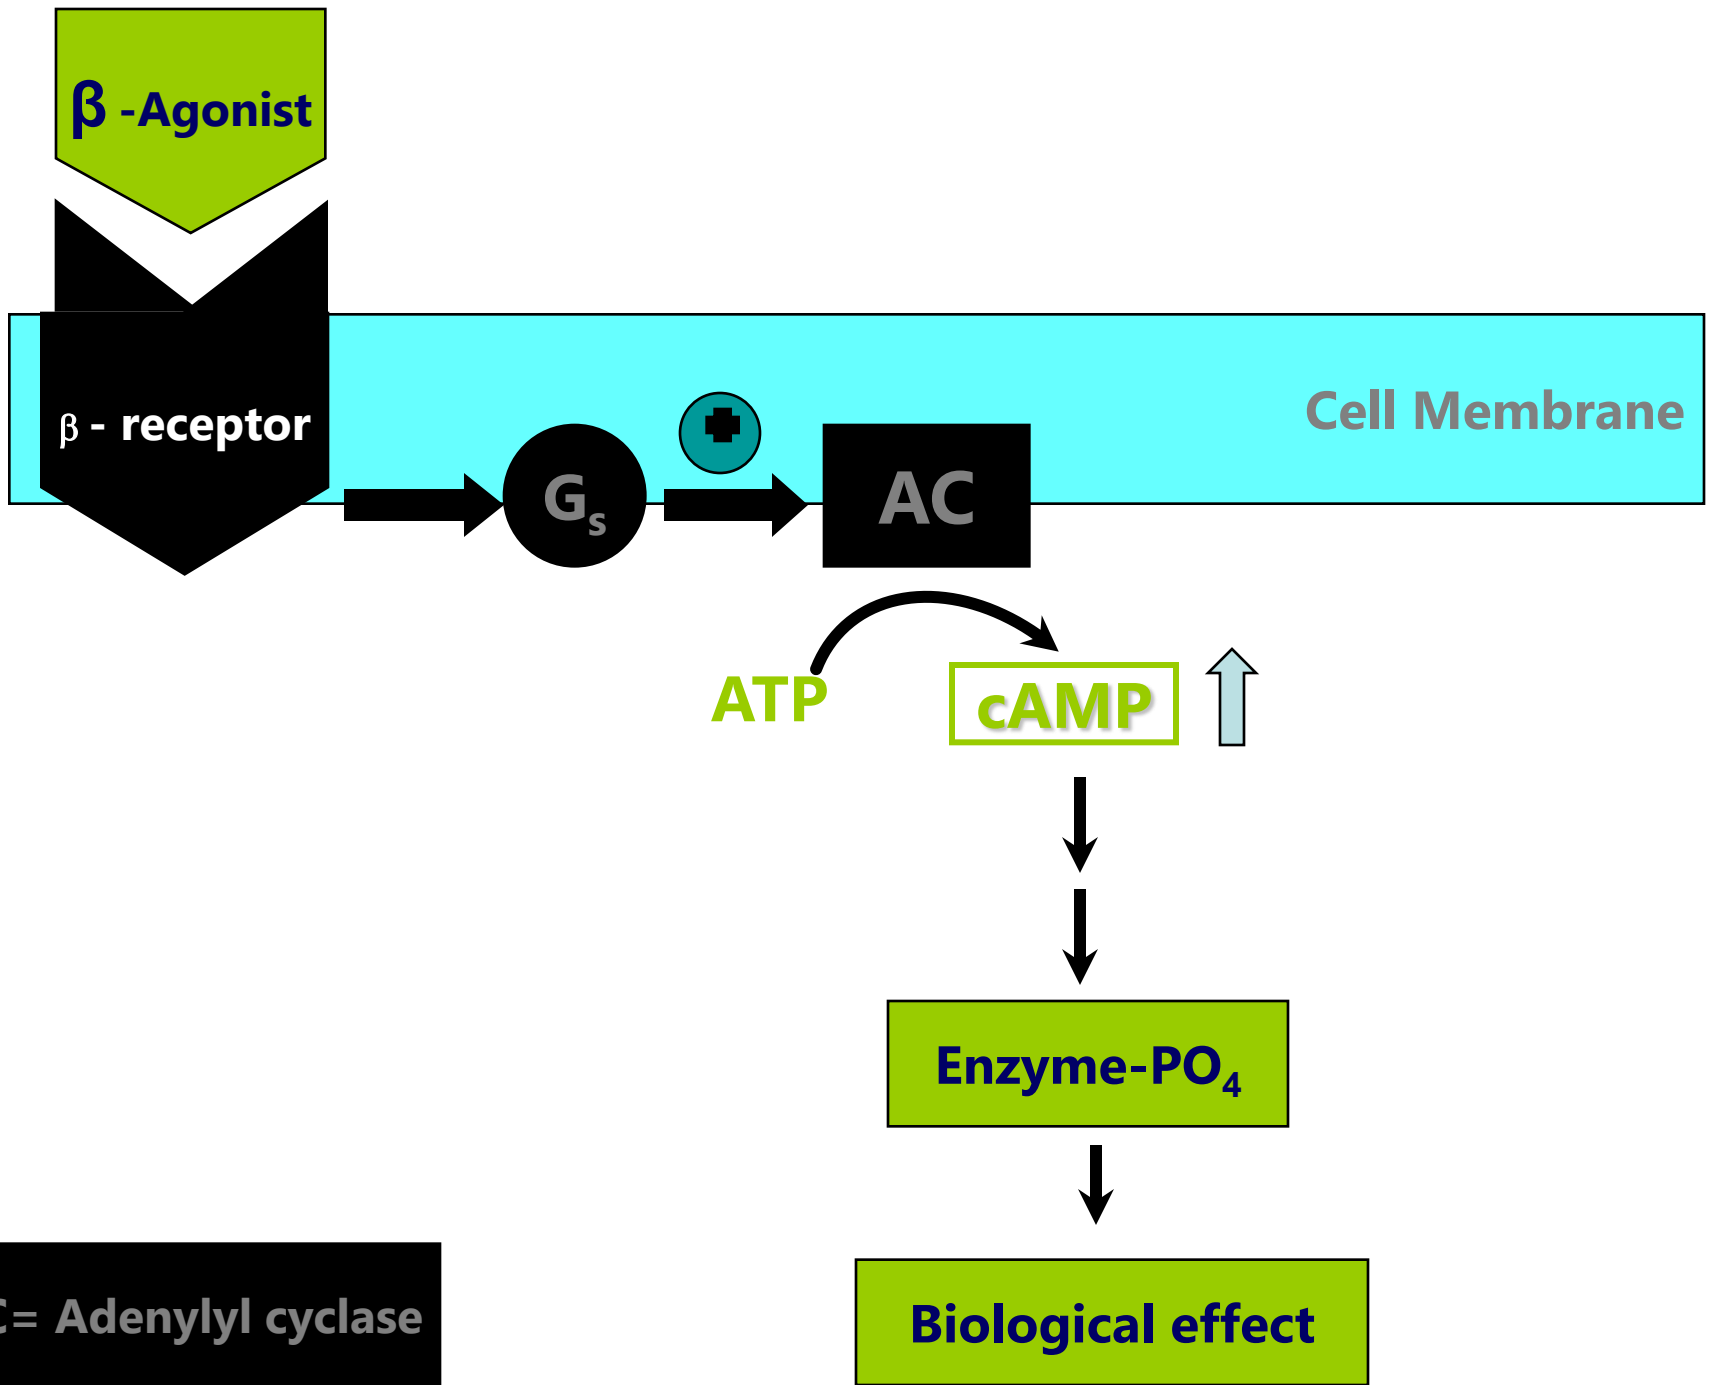 β -Agonist
β - receptor
Cell Membrane
Gs
AC
ATP
cAMP
Enzyme-PO4
Biological effect
C= Adenylyl cyclase